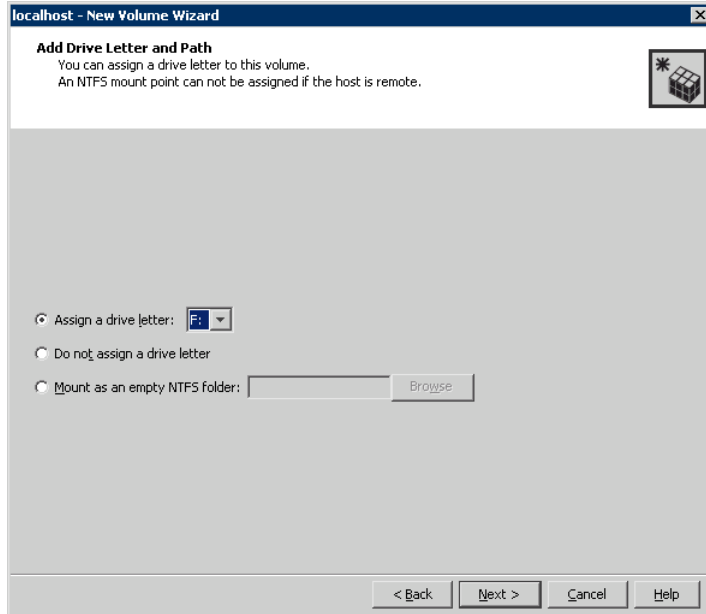 localhost - New Volume Wizard
Add Drive Letter and Path
You can assign a drive letter to this volume.
An NTFS mount point can not be assigned if the host is remote.
Assign a drive letter: F:
Do not assign a drive letter
Mount as an empty NTFS folder: Browse
< Back Next > Cancel Help